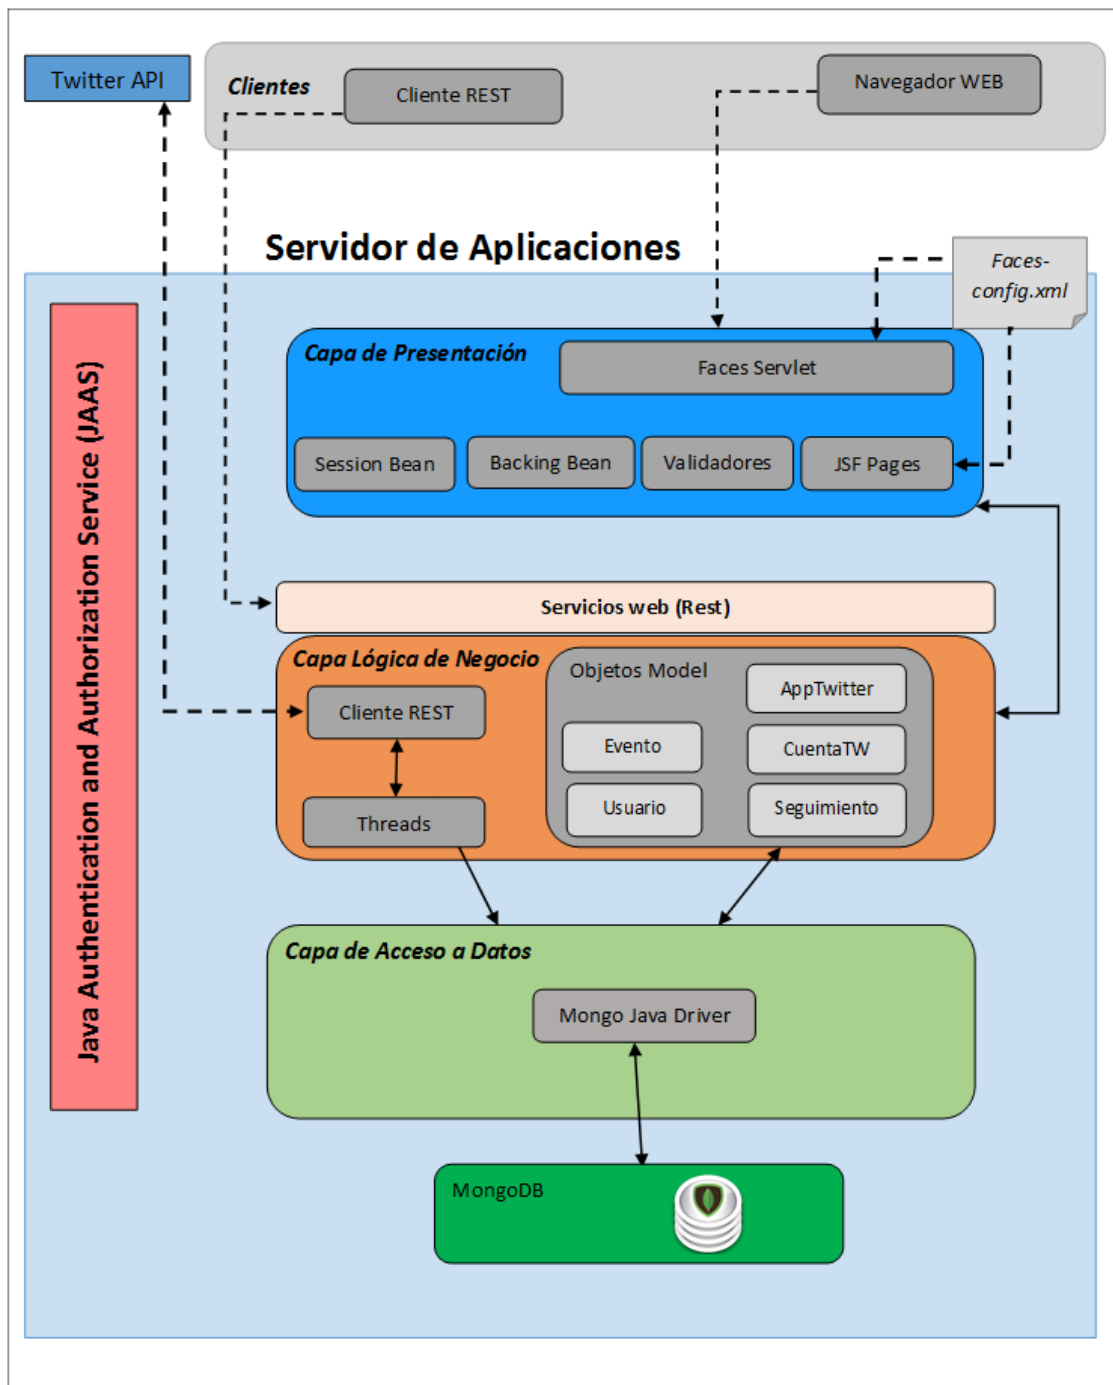 Twitter API
Clientes
Cliente REST
Navegador WEB
Servidor de Aplicaciones
Faces-
config.xml
Java Authentication and Authorization Service (JAAS)
Capa de Presentación
Faces Servlet
Session Bean
Backing Bean
Validadores
JSF Pages
Servicios web (Rest)
Capa Lógica de Negocio
Objetos Model
AppTwitter
Cliente REST
Evento
CuentaTW
Threads
Usuario
Seguimiento
Capa de Acceso a Datos
Mongo Java Driver
MongoDB